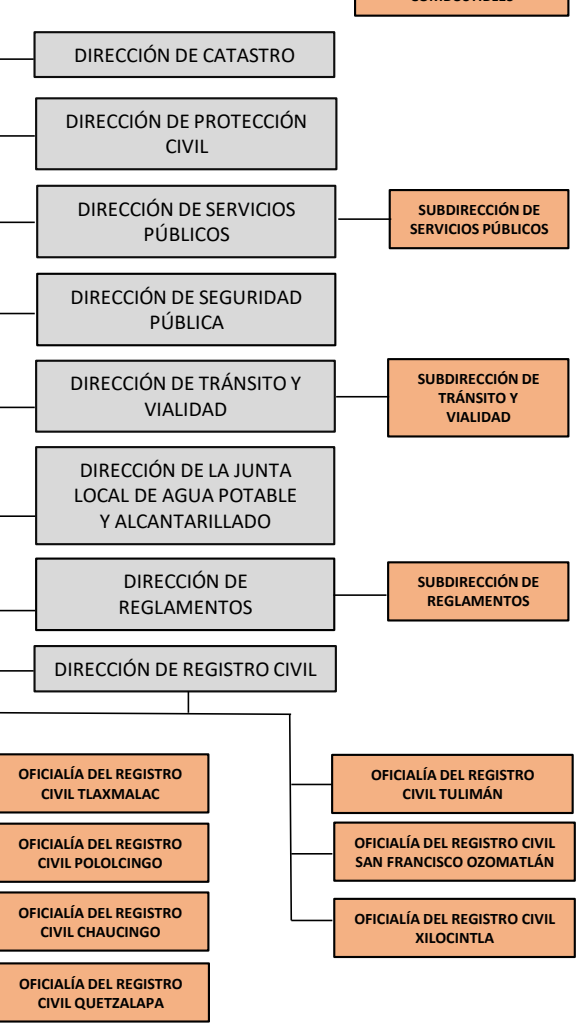 DIRECCIÓN DE CATASTRO
DIRECCIÓN DE PROTECCIÓN
CIVIL
DIRECCIÓN DE SERVICIOS
PÚBLICOS
SUBDIRECCIÓN DE
SERVICIOS PÚBLICOS
DIRECCIÓN DE SEGURIDAD
PÚBLICA
DIRECCIÓN DE TRÁNSITO Y
VIALIDAD
SUBDIRECCIÓN DE
TRÁNSITO Y
VIALIDAD
DIRECCIÓN DE LA JUNTA
LOCAL DE AGUA POTABLE
Y ALCANTARILLADO
DIRECCIÓN DE
REGLAMENTOS
SUBDIRECCIÓN DE
REGLAMENTOS
DIRECCIÓN DE REGISTRO CIVIL
OFICIALÍA DEL REGISTRO
CIVIL TLAXMALAC
OFICIALÍA DEL REGISTRO
CIVIL POLOLCINGO
OFICIALÍA DEL REGISTRO
CIVIL CHAUCINGO
OFICIALÍA DEL REGISTRO
CIVIL QUETZALAPA
OFICIALÍA DEL REGISTRO
CIVIL TULIMÁN
OFICIALÍA DEL REGISTRO CIVIL
SAN FRANCISCO OZOMATLÁN
OFICIALÍA DEL REGISTRO CIVIL
XILOCINTLA